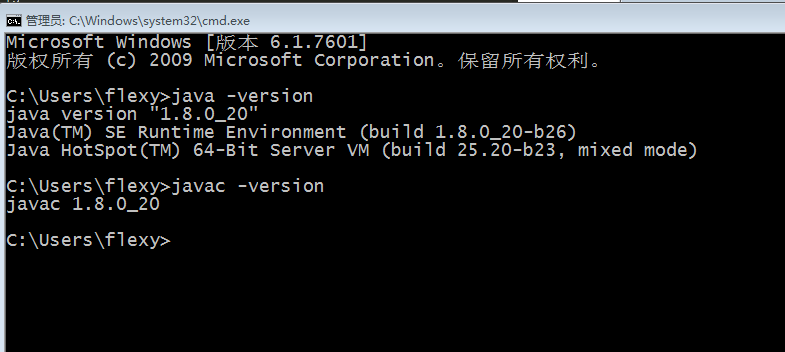 管理员: C:\Windows\system32\cmd.exe
Microsoft Windows [版本 6.1.7601]
版权所有 (c) 2009 Microsoft Corporation。保留所有权利。
C:\Users\flexy>java -version
java version "1.8.0_20"
Java(TM) SE Runtime Environment (build 1.8.0_20-b26)
Java HotSpot(TM) 64-Bit Server VM (build 25.20-b23, mixed mode)
C:\Users\flexy>javac -version
javac 1.8.0_20
C:\Users\flexy>